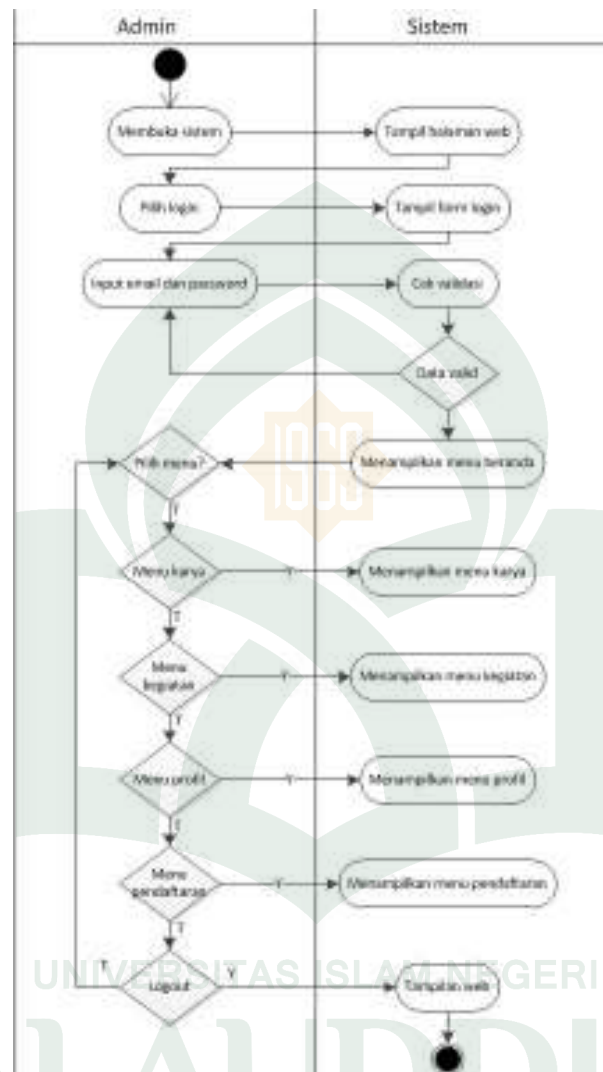 Admin
Sistem
Membuka sistem
Tampil halaman web
Pilih login
Tampil form login
Input email dan password
Cek validasi
Data valid
1969
Pilih menu?
Menampilkan menu beranda
T
Menu karya
Y
Menampilkan menu karya
T
Menu
kegiatan
Y
Menampilkan menu kegiatan
Menu profil
Y
Menampilkan menu profil
T
Menu
pendaftaran
Y
Menampilkan menu pendaftaran
T
T
Logout
Y
Tampilan web
UNIVERSITAS ISLAM NEGERI